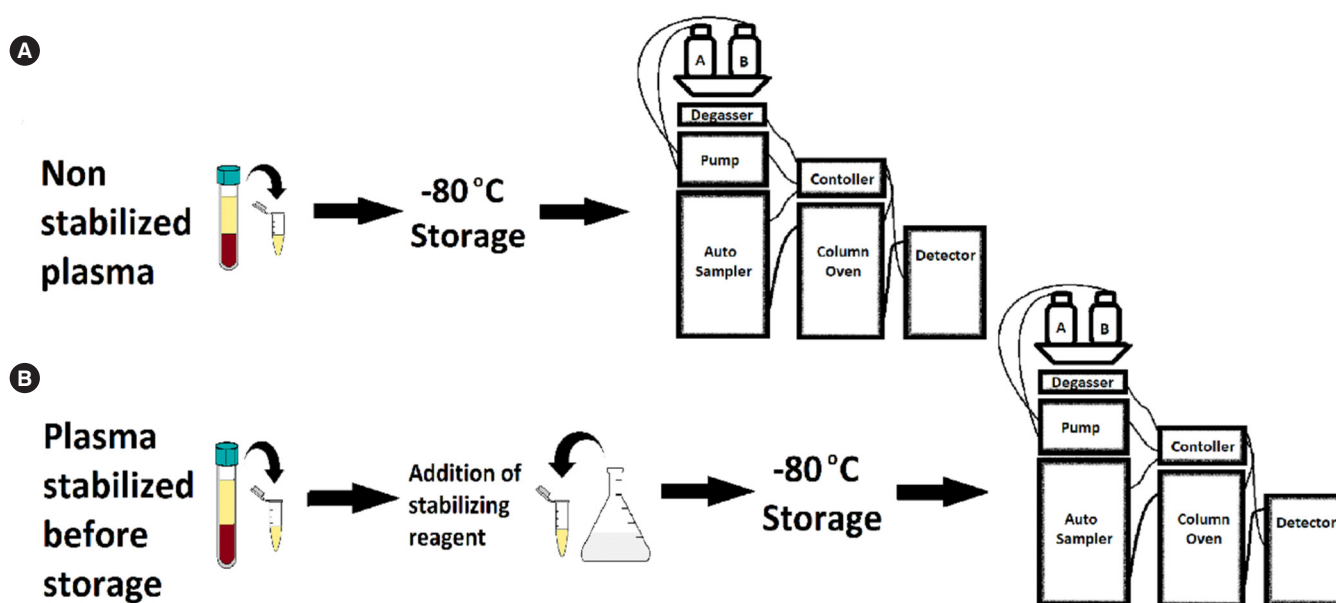 A
Non
stabilized
plasma
-80 °C
Storage
A B
Degasser
Pump
Contoller
Auto
Sampler
Column
Oven
Detector
B
Plasma
stabilized
before
storage
Addition of
stabilizing
reagent
-80 °C
Storage
A B
Degasser
Pump
Contoller
Auto
Sampler
Column
Oven
Detector